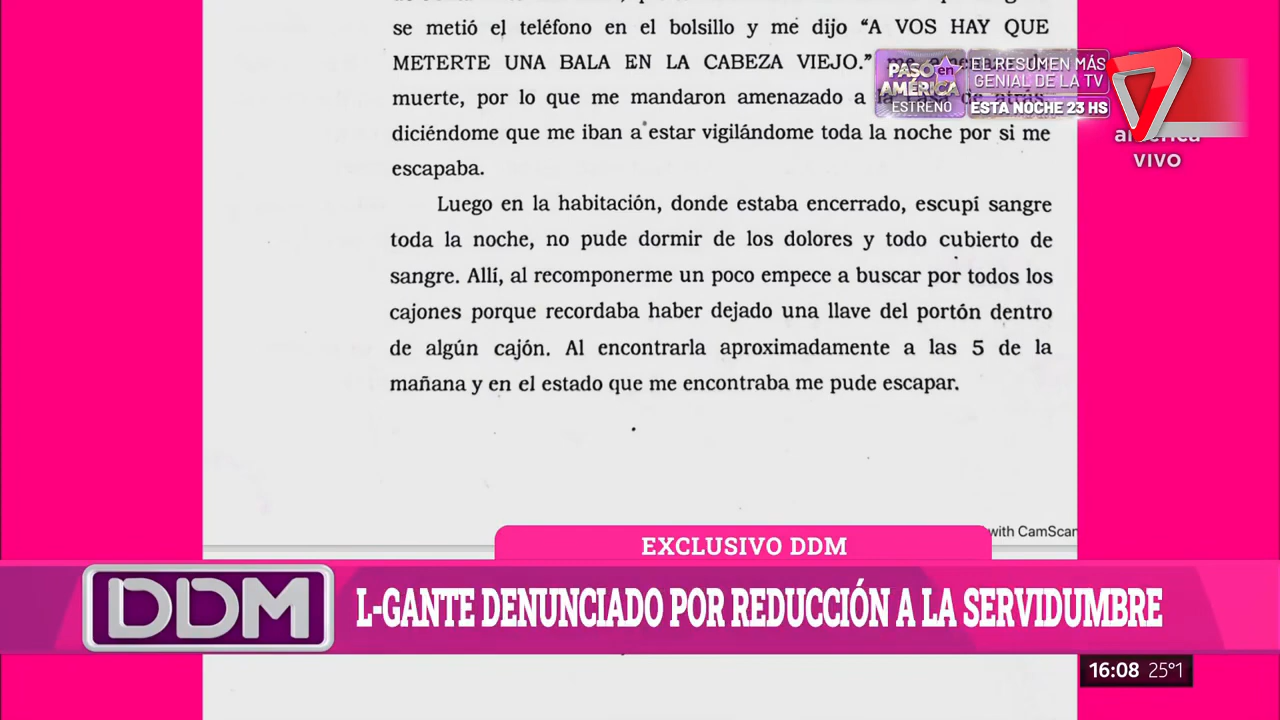 se metió el teléfono en el bolsillo y me dijo “A VOS HAY QUE
METERTE UNA BALA EN LA CABEZA VIEJO.”
muerte, por lo que me mandaron amenazado a
diciéndome que me iban a estar vigilándome toda la noche por si me
escapaba.
Luego en la habitación, donde estaba encerrado, escupí sangre
toda la noche, no pude dormir de los dolores y todo cubierto de
sangre. Allí, al recomponerme un poco empece a buscar por todos los
cajones porque recordaba haber dejado una llave del portón dentro
de algún cajón. Al encontrarla aproximadamente a las 5 de la
mañana y en el estado que me encontraba me pude escapar.
PASÓ en
AMÉRICA
ESTRENO
EL RESUMEN MÁS
GENIAL DE LA TV
ESTA NOCHE 23 HS
américa
VIVO
with CamScan
EXCLUSIVO DDM
DDM
L-GANTE DENUNCIADO POR REDUCCIÓN A LA SERVIDUMBRE
16:08 25°1